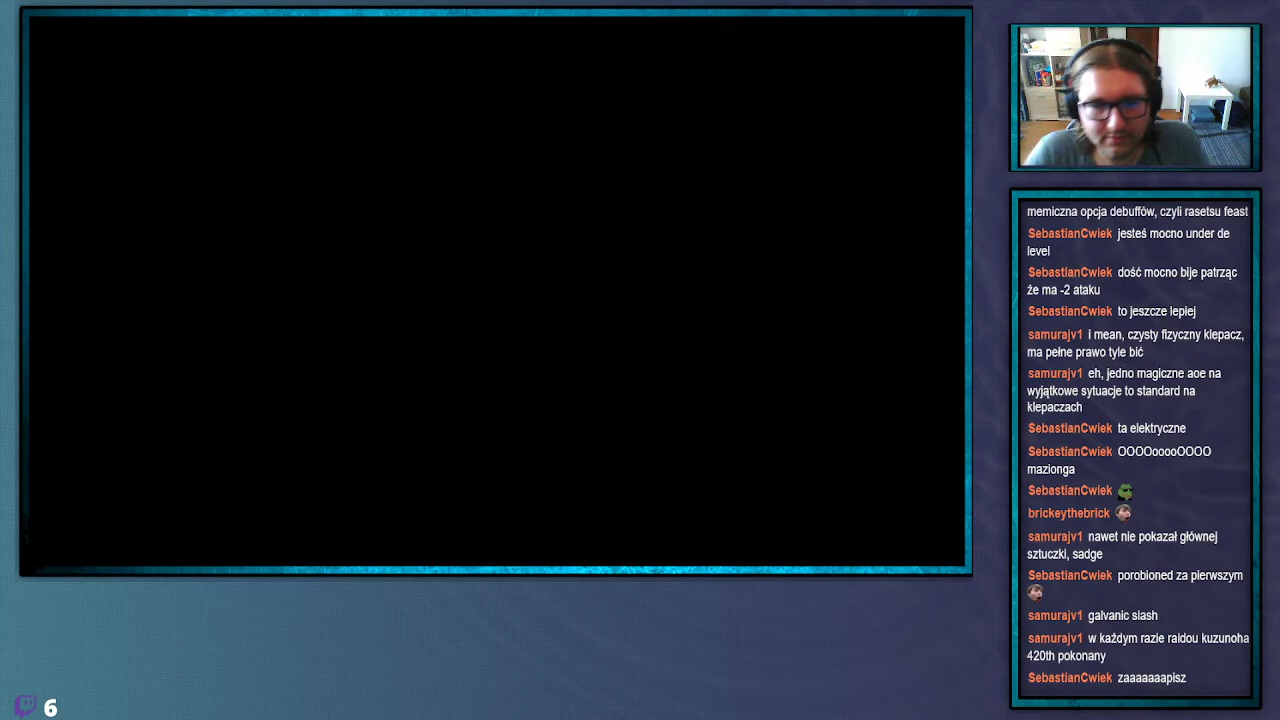 memiczna opcja debuffów, czyli rasetsu feast
SebastianCwiek jesteś mocno under de
level
SebastianCwiek dość mocno bije patrząc
że ma -2 ataku
SebastianCwiek to jeszcze lepiej
samurajv1 i mean, czysty fizyczny klepacz,
ma pełne prawo tyle bić
samurajv1 eh, jedno magiczne aoe na
wyjątkowe sytuacje to standard na
klepaczach
SebastianCwiek ta elektryczne
SebastianCwiek OOOOooooOOOO
mazionga
SebastianCwiek
brickeythebrick
samurajv1 nawet nie pokazał głównej
sztuczki, sadge
SebastianCwiek porobioned za pierwszym
samurajv1 galvanic slash
samurajv1 w każdym razie raidou kuzunoha
420th pokonany
SebastianCwiek zaaaaaaapisz
6